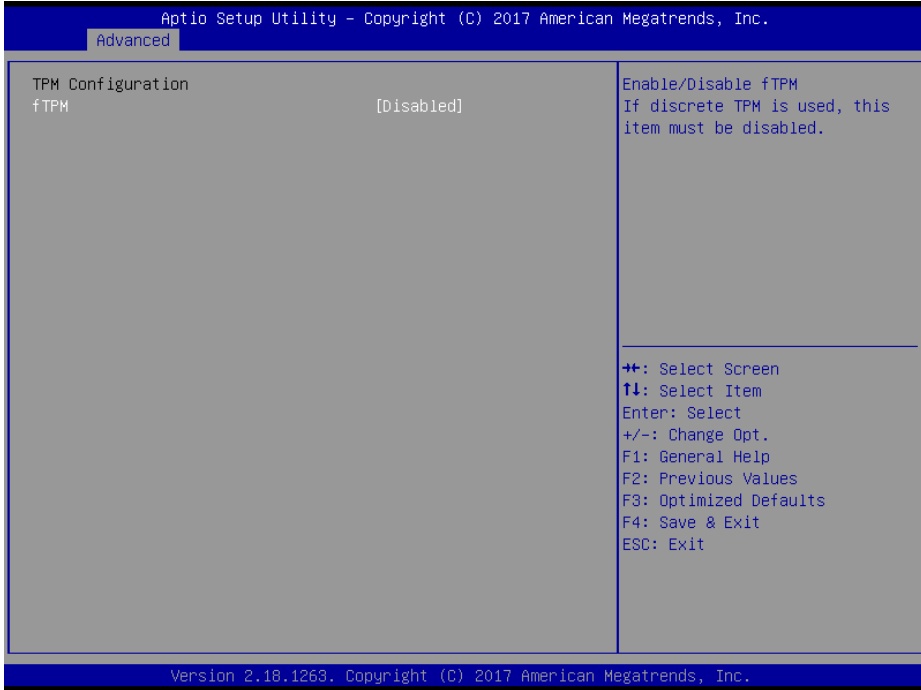 Aptio Setup Utility – Copyright (C) 2017 American Megatrends, Inc.
Advanced
TPM Configuration
fTPM [Disabled]
Enable/Disable fTPM
If discrete TPM is used, this
item must be disabled.
→←: Select Screen
↑↓: Select Item
Enter: Select
+/-: Change Opt.
F1: General Help
F2: Previous Values
F3: Optimized Defaults
F4: Save & Exit
ESC: Exit
Version 2.18.1263. Copyright (C) 2017 American Megatrends, Inc.